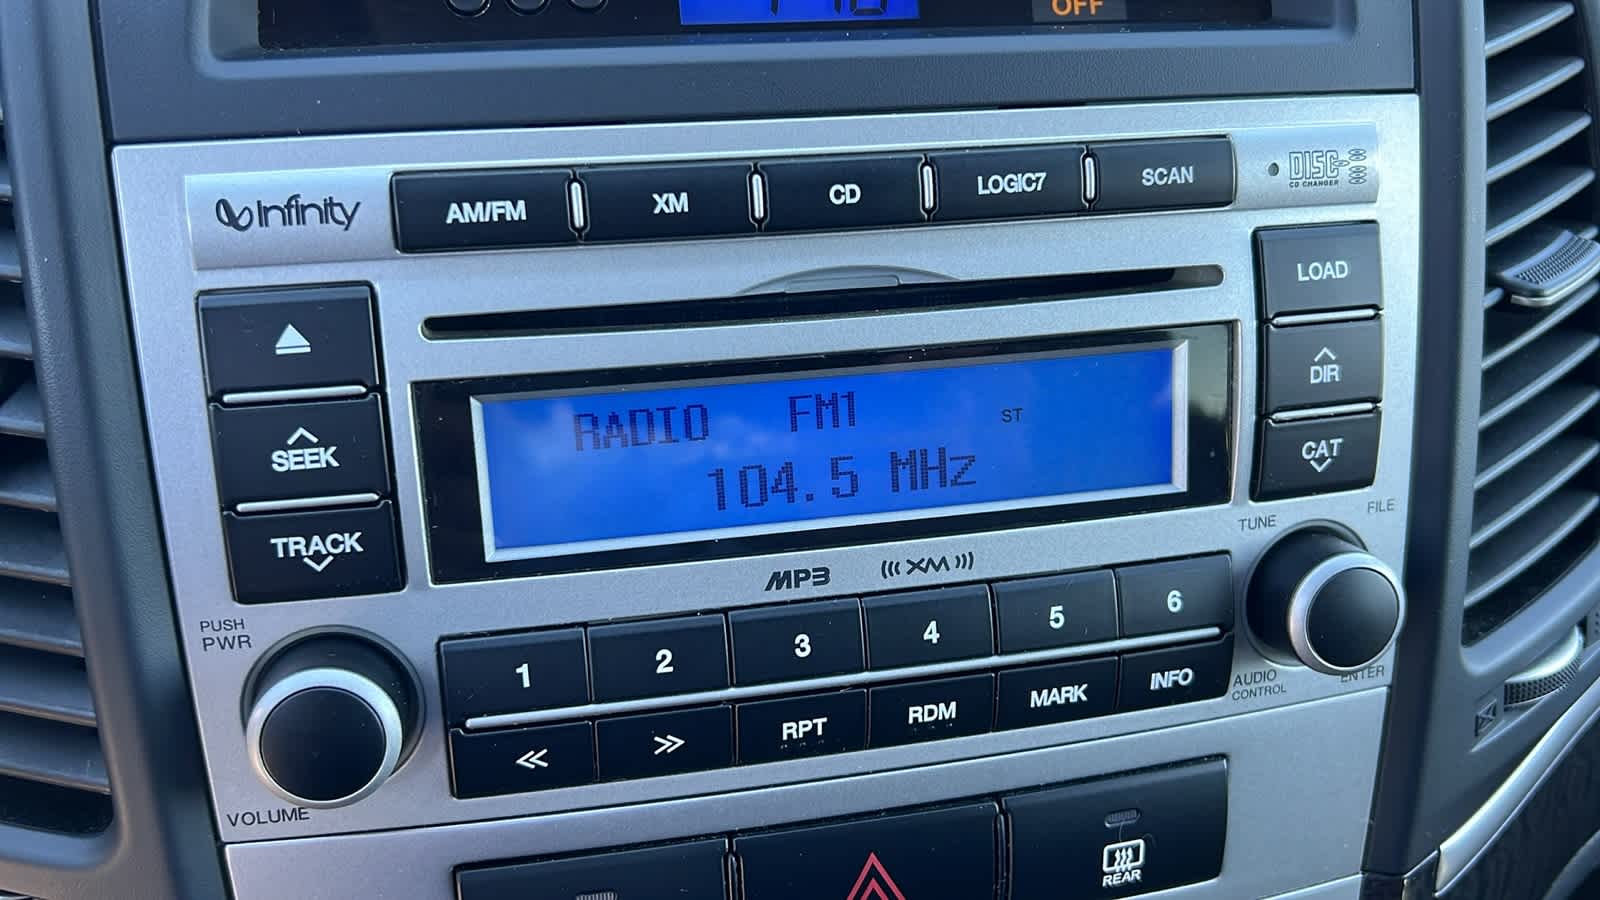 OFF
Infinity
AM/FM
XM
CD
LOGIC7
SCAN
DISC
CD CHANGER
LOAD
DIR
CAT
SEEK
TRACK
RADIO FM1 ST
104.5 MHz
MP3
XM
PUSH
PWR
VOLUME
TUNE
FILE
AUDIO
CONTROL
ENTER
1
2
3
4
5
6
RPT
RDM
MARK
INFO
REAR